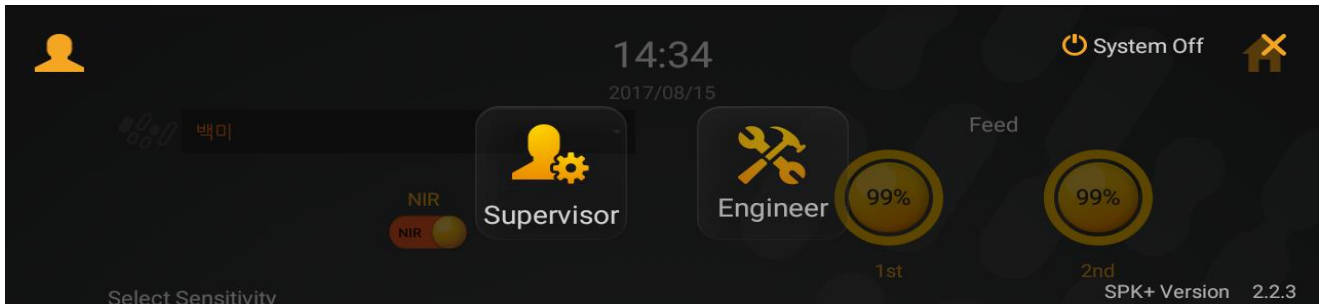 14:34
System Off
2017/08/15
백미
Feed
NIR
NIR
Supervisor
Engineer
99%
99%
1st
2nd
Select Sensitivity
SPK+ Version 2.2.3